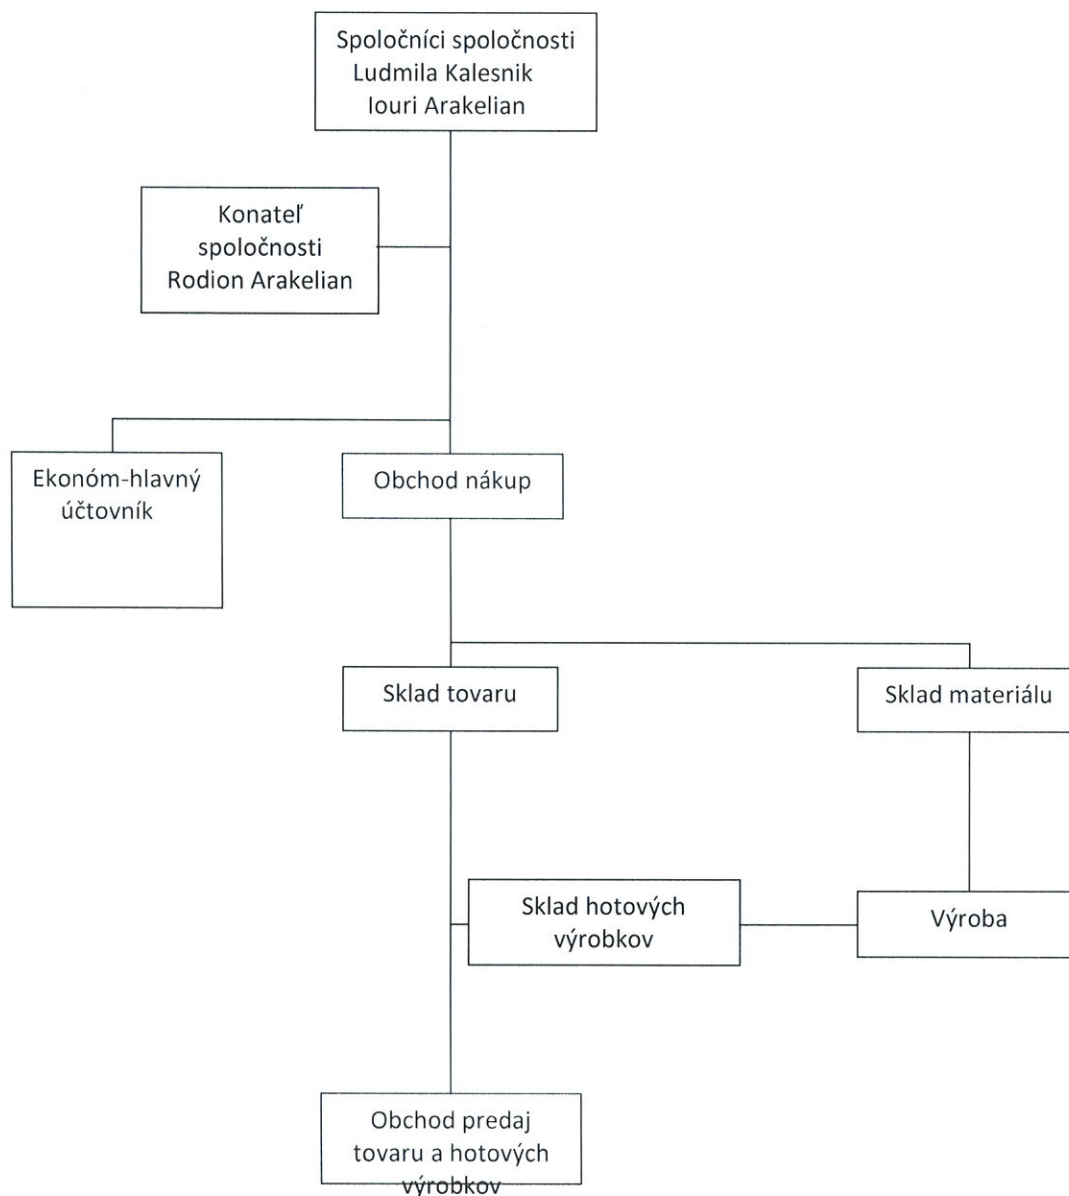 Spoločníci spoločnosti
Ludmila Kalesnik
Iouri Arakelian
Konateľ
spoločnosti
Rodion Arakelian
Ekonóm-hlavný
účtovník
Obchod nákup
Sklad tovaru
Sklad materiálu
Sklad hotových
výrobkov
Výroba
Obchod predaj
tovaru a hotových
výrobkov